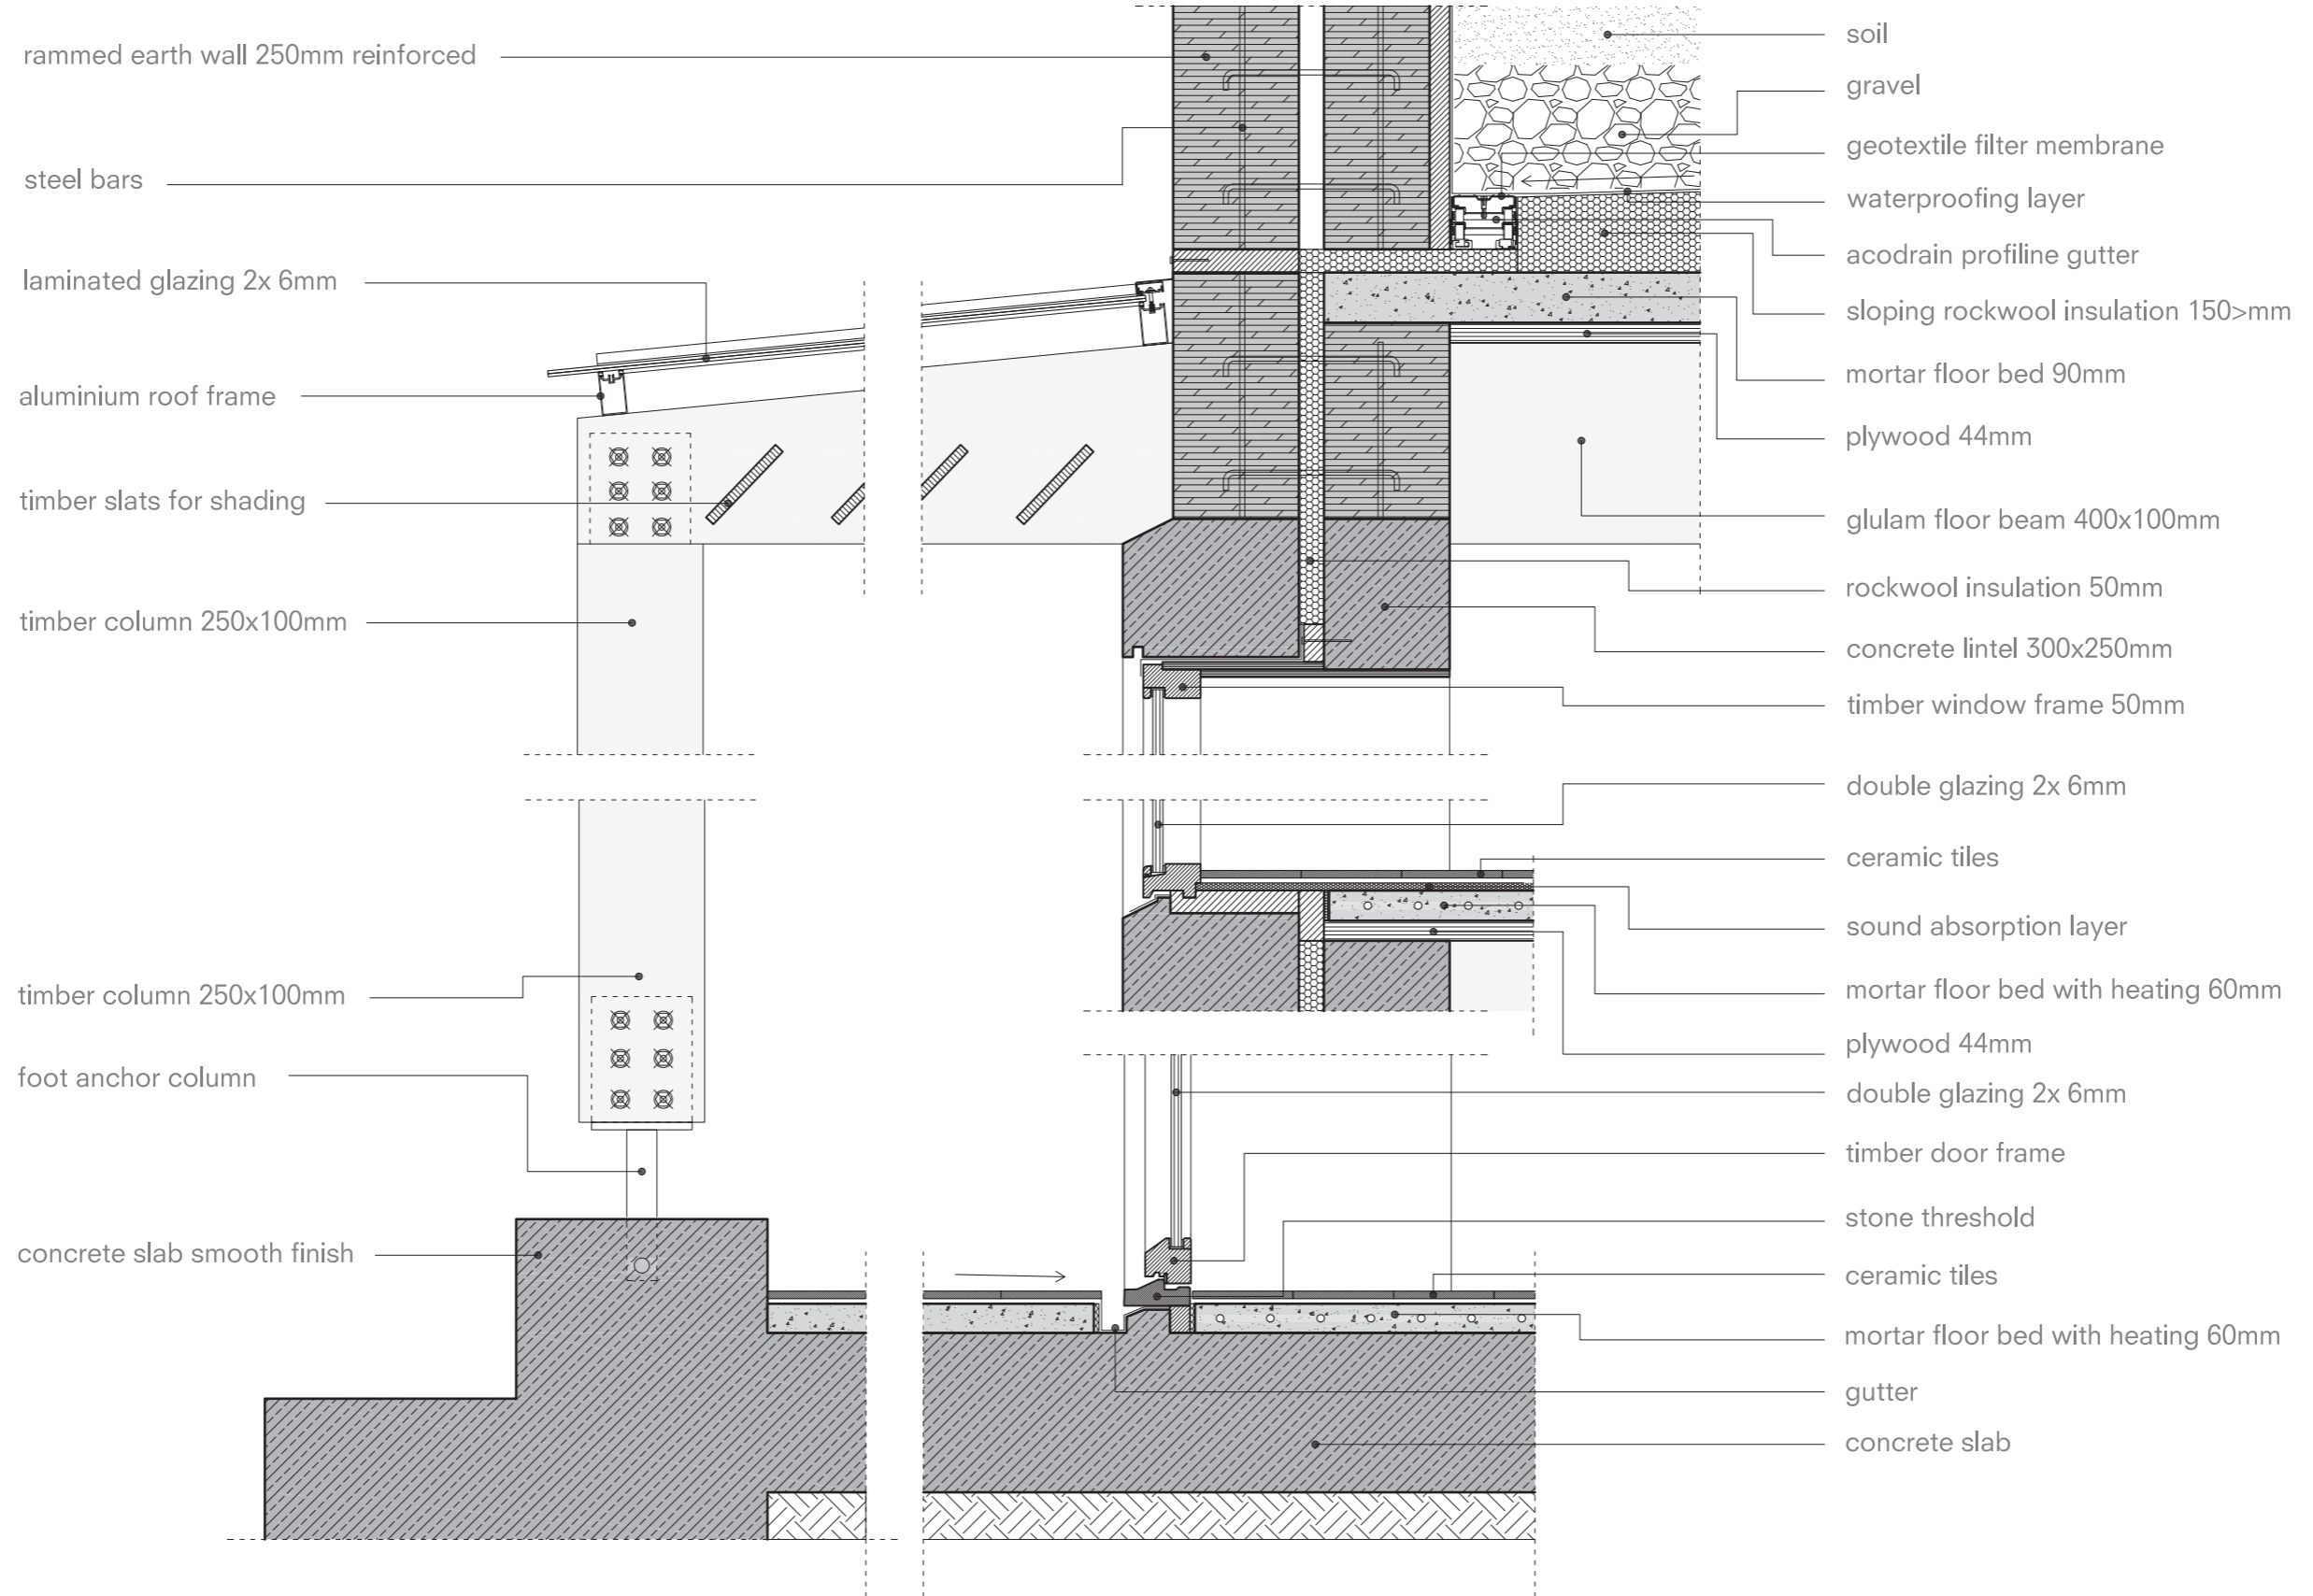 rammed earth wall 250mm reinforced
steel bars
laminated glazing 2x 6mm
aluminium roof frame
timber slats for shading
timber column 250x100mm
timber column 250x100mm
foot anchor column
concrete slab smooth finish
soil
gravel
geotextile filter membrane
waterproofing layer
acodrain profiline gutter
sloping rockwool insulation 150>mm
mortar floor bed 90mm
plywood 44mm
glulam floor beam 400x100mm
rockwool insulation 50mm
concrete lintel 300x250mm
timber window frame 50mm
double glazing 2x 6mm
ceramic tiles
sound absorption layer
mortar floor bed with heating 60mm
plywood 44mm
double glazing 2x 6mm
timber door frame
stone threshold
ceramic tiles
mortar floor bed with heating 60mm
gutter
concrete slab